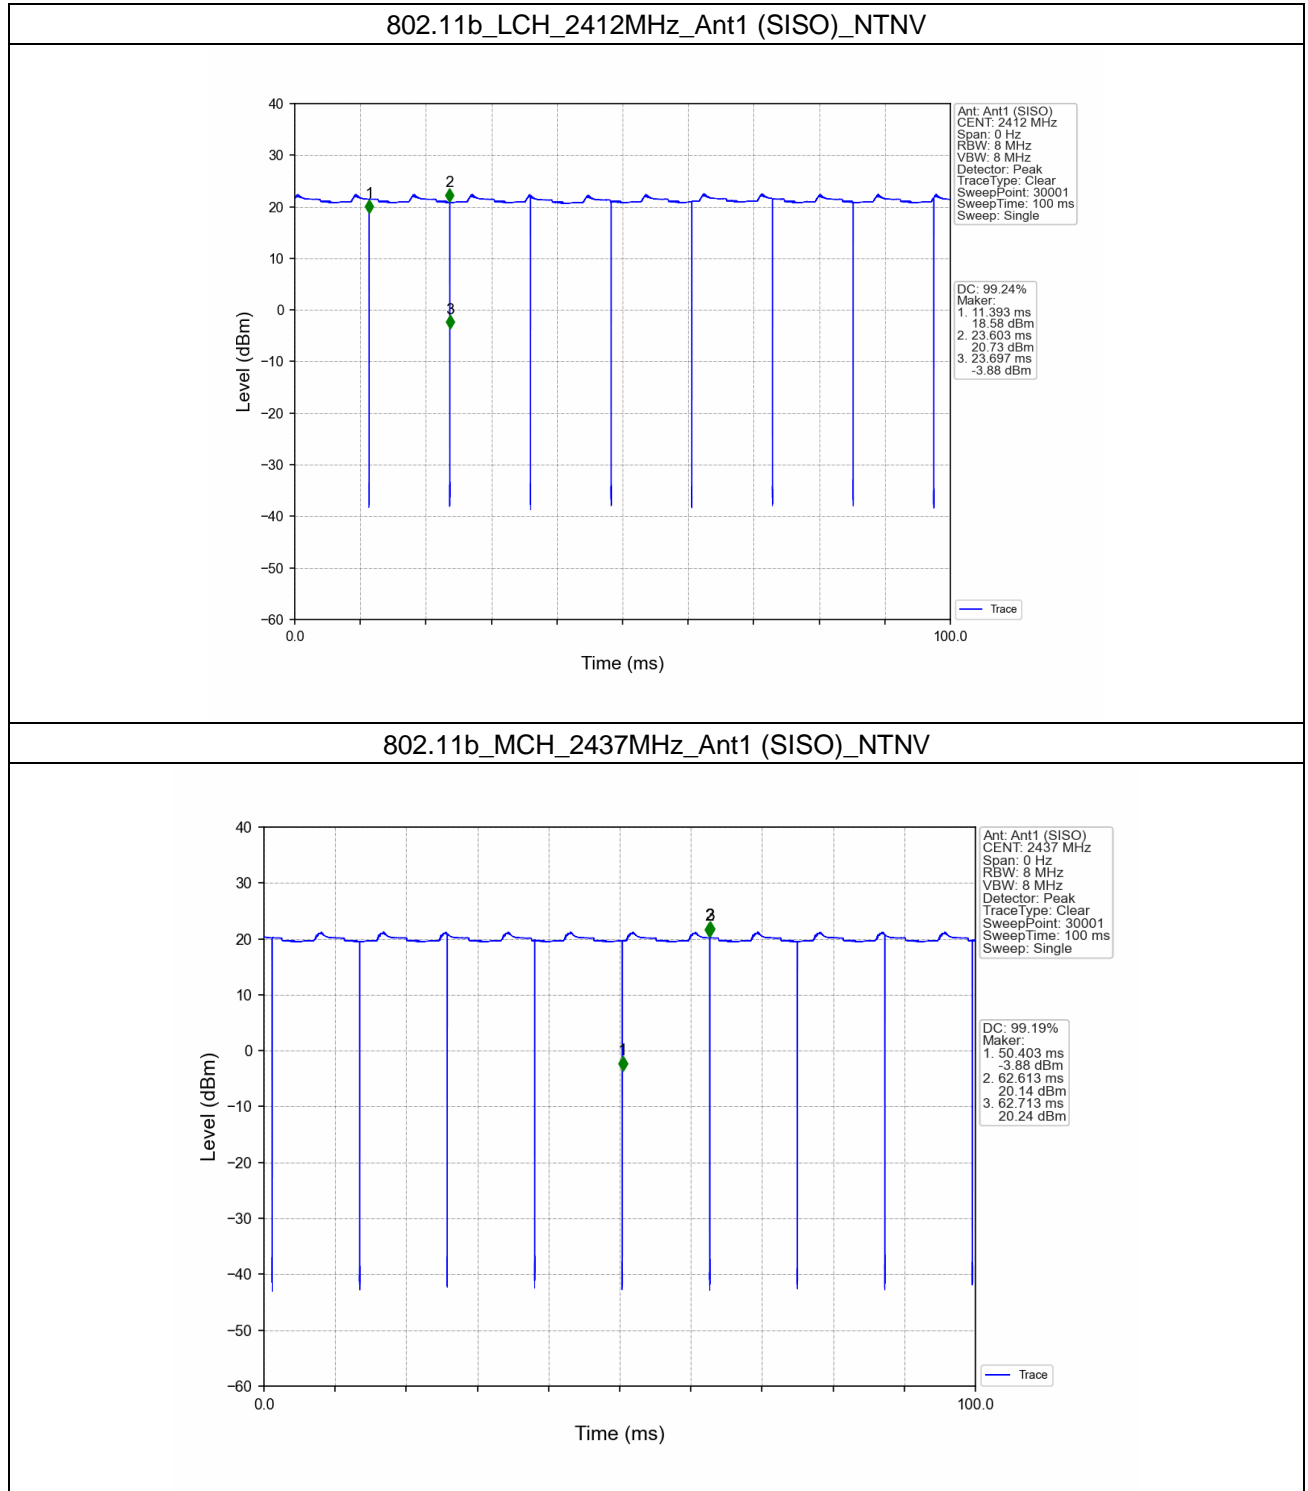 802.11b_LCH_2412MHz_Ant1 (SISO)_NTNV
40
30
20
10
0
−10
−20
−30
−40
−50
−60
Level (dBm)
1
2
3
0.0
100.0
Time (ms)
Ant: Ant1 (SISO)
CENT: 2412 MHz
Span: 0 Hz
RBW: 8 MHz
VBW: 8 MHz
Detector: Peak
TraceType: Clear
SweepPoint: 30001
SweepTime: 100 ms
Sweep: Single
DC: 99.24%
Maker:
1. 11.393 ms
18.58 dBm
2. 23.603 ms
20.73 dBm
3. 23.697 ms
-3.88 dBm
Trace
802.11b_MCH_2437MHz_Ant1 (SISO)_NTNV
40
30
20
10
0
−10
−20
−30
−40
−50
−60
Level (dBm)
1
2
3
0.0
100.0
Time (ms)
Ant: Ant1 (SISO)
CENT: 2437 MHz
Span: 0 Hz
RBW: 8 MHz
VBW: 8 MHz
Detector: Peak
TraceType: Clear
SweepPoint: 30001
SweepTime: 100 ms
Sweep: Single
DC: 99.19%
Maker:
1. 50.403 ms
-3.88 dBm
2. 62.613 ms
20.14 dBm
3. 62.713 ms
20.24 dBm
Trace